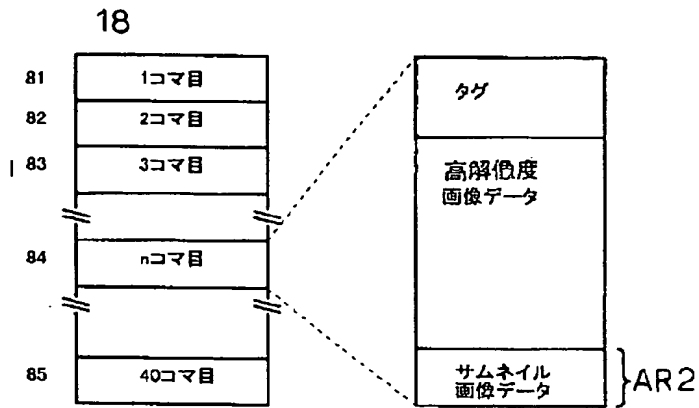 18
81 1コマ目
82 2コマ目
83 3コマ目
84 nコマ目
85 40コマ目
タグ
高解像度
画像データ
サムネイル
画像データ
AR2